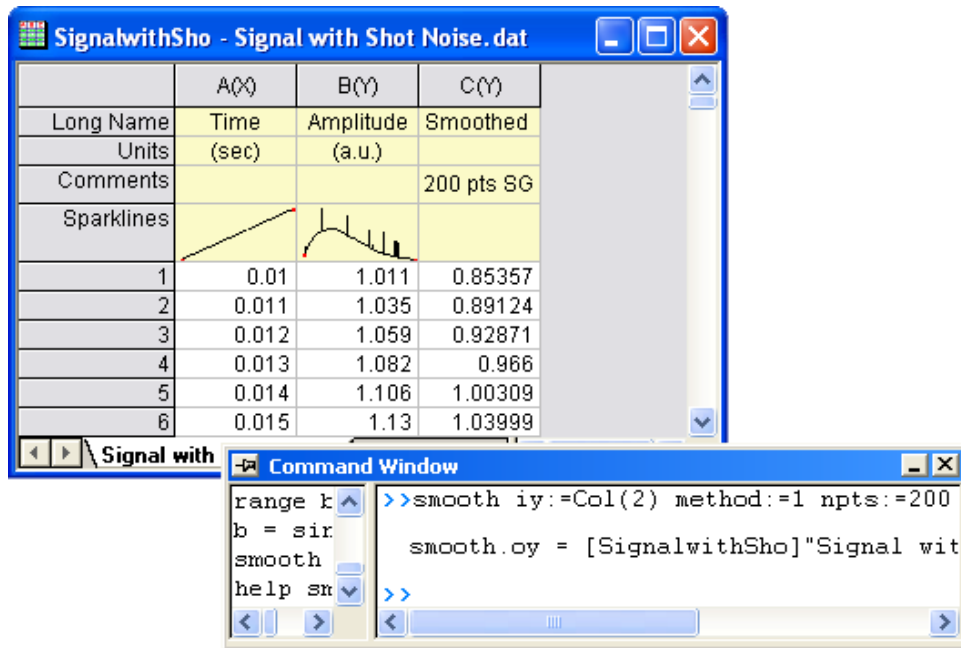 SignalwithSho - Signal with Shot Noise.dat
A(X) B(Y) C(Y)
Long Name Time Amplitude Smoothed
Units (sec) (a.u.)
Comments 200 pts SG
Sparklines
1 0.01 1.011 0.85357
2 0.011 1.035 0.89124
3 0.012 1.059 0.92871
4 0.013 1.082 0.966
5 0.014 1.106 1.00309
6 0.015 1.13 1.03999
Signal with
Command Window
range
b = sin
smooth
help sm
>>smooth iy:=Col(2) method:=1 npts:=200
smooth.oy = [SignalwithSho]"Signal wit
>>